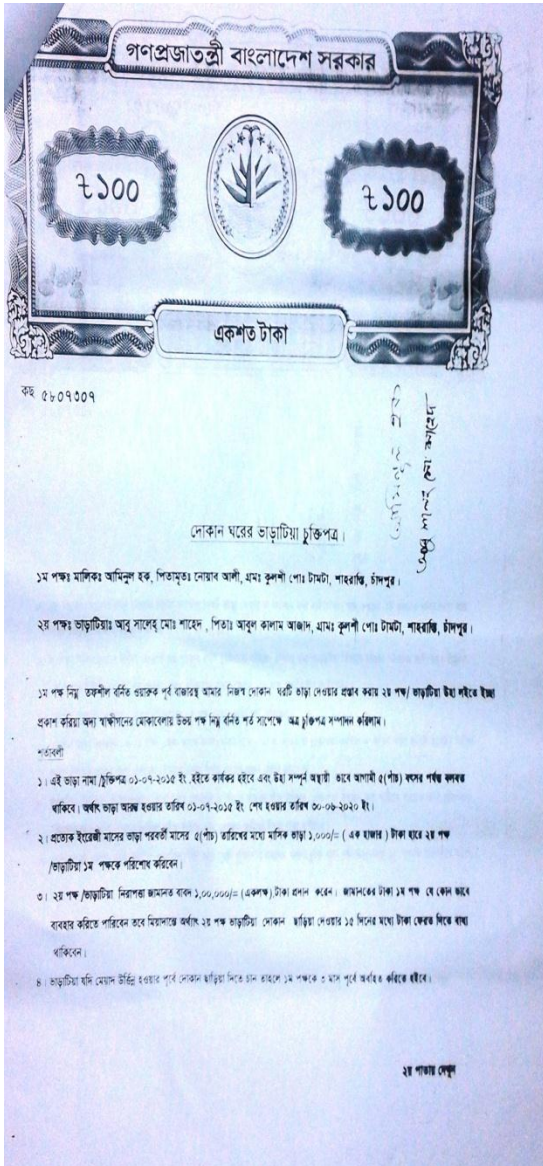 গণপ্রজাতন্ত্রী বাংলাদেশ সরকার
৳১০০
৳১০০
একশত টাকা
কছ ৫৮০৭৩০৭
দোকান ঘরের ভাড়াটিয়া চুক্তিপত্র।
১ম পক্ষঃ মালিকঃ আমিনুল হক, পিতামৃতঃ নোয়াব আলী, গ্রমঃ কুলশী পোঃ টামটা, শাহরাস্তি, চাঁদপুর।
২য় পক্ষঃ ভাড়াটিয়াঃ আবু সালেহ্ মোঃ শাহেদ , পিতাঃ আবুল কালাম আজাদ, গ্রামঃ কুলশী পোঃ টামটা, শাহরাস্তি, চাঁদপুর।
১ম পক্ষ নিম্ন তফশীল বর্নিত ওয়ারুক পূর্ব বাজারস্থ আমার নিজস্ব দোকান ঘরটি ভাড়া দেওয়ার প্রস্তাব করায় ২য় পক্ষ/ ভাড়াটিয়া উহা লইতে ইচ্ছা
প্রকাশ করিয়া অদ্য স্বাক্ষীগনের মোকাবেলায় উভয় পক্ষ নিম্ন বর্নিত শর্ত সাপেক্ষে অত্র চুক্তিপত্র সম্পাদন করিলাম।
শর্তাবলী
১। এই ভাড়া নামা /চুক্তিপত্র ০১-০৭-২০১৫ ইং ,হইতে কার্যকর হইবে এবং উহা সম্পূর্ন অস্থায়ী ভাবে আগামী ৫(পাঁচ) বৎসর পর্যন্ত বলবত
থাকিবে। অর্থাৎ ভাড়া আরম্ভ হওয়ার তারিখ ০১-০৭-২০১৫ ইং শেষ হওয়ার তারিখ ৩০-০৬-২০২০ ইং।
২। প্রত্যেক ইংরেজী মাসের ভাড়া পরবর্তী মাসের ৫(পাঁচ) তারিখের মধ্যে মাসিক ভাড়া ১,০০০/= ( এক হাজার ) টাকা হারে ২য় পক্ষ
/ভাড়াটিয়া ১ম পক্ষকে পরিশোধ করিবেন।
৩। ২য় পক্ষ /ভাড়াটিয়া নিরাপত্তা জামানত বাবদ ১,০০,০০০/= (একলক্ষ) টাকা প্রদান করেন। জামানতের টাকা ১ম পক্ষ যে কোন ভাবে
ব্যবহার করিতে পারিবেন তবে মিয়াদান্তে অর্থ্যাৎ ২য় পক্ষ ভাড়াটিয়া দোকান ছাড়িয়া দেওয়ার ১৫ দিনের মধ্যে টাকা ফেরত দিতে বাধ্য
থাকিবেন।
৪। ভাড়াটিয়া যদি মেয়াদ উর্ত্তিন্ন হওয়ার পূর্বে দোকান ছাড়িয়া দিতে চান তাহলে ১ম পক্ষকে ৩ মাস পূর্বে অবহিত করিতে হইবে।
২য় পাতায় দেখুন